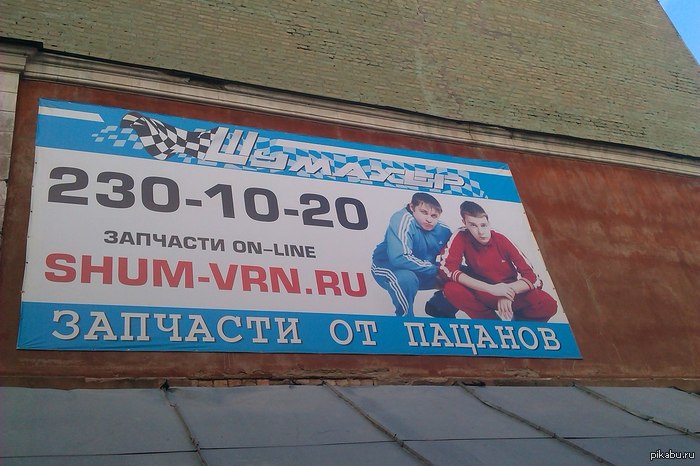 Шумахер
230-10-20
ЗАПЧАСТИ ON-LINE
SHUM-VRN.RU
ЗАПЧАСТИ ОТ ПАЦАНОВ
pikabu.ru